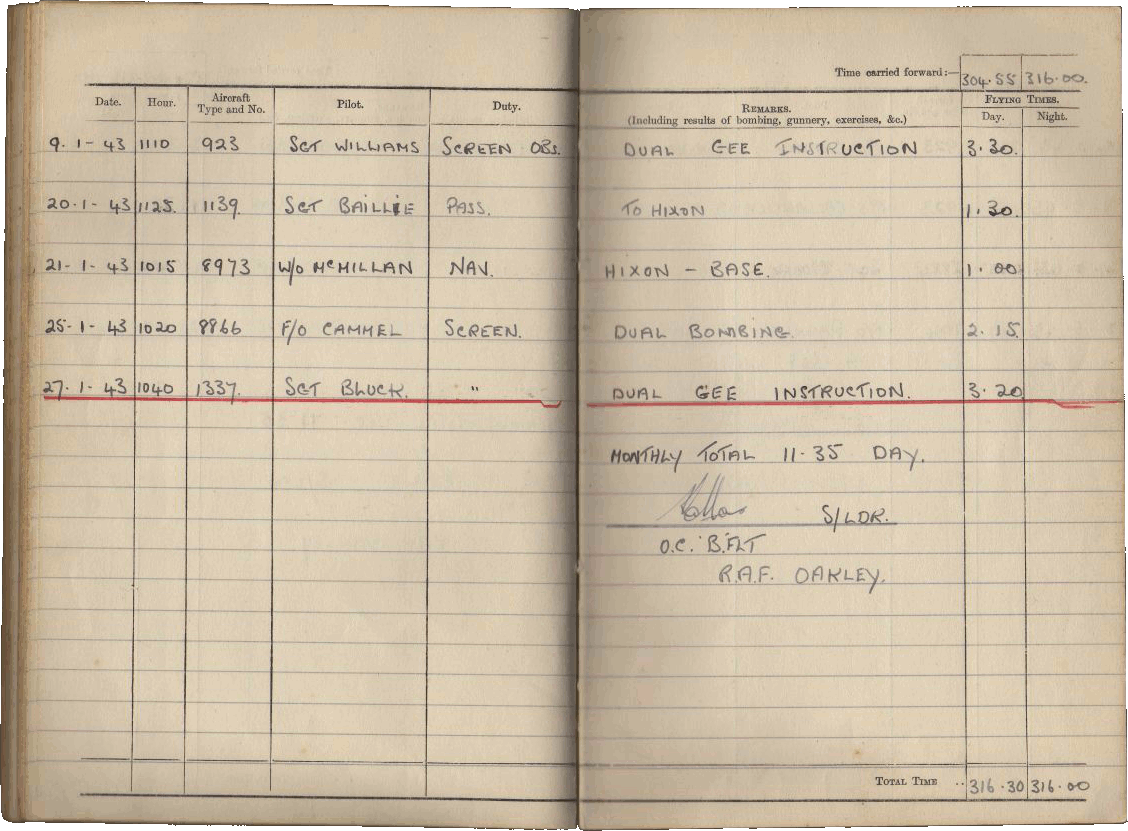 Time carried forward:— 304·55 316·00.
Date. Hour. Aircraft Type and No. Pilot. Duty. REMARKS. (Including results of bombing, gunnery, exercises, &c.) FLYING TIMES. Day. Night.
9. 1 - 43 1110 923 SGT WILLIAMS SCREEN OBS. DUAL GEE INSTRUCTION 3·30.
20·1 - 43 1125. 1139. SGT BAILLIE PASS. TO HIXON 1·30.
21- 1 - 43 1015 8973 W/O McMILLAN NAV. HIXON – BASE. 1·00
25- 1 - 43 1020 8866 F/O CAMMEL SCREEN. DUAL BOMBING. 2·15.
27. 1 - 43 1040 1337. SGT BLUCK. " DUAL GEE INSTRUCTION. 3·20
MONTHLY TOTAL 11·35 DAY.
S/LDR.
O.C. 'B.FLT
R.A.F. OAKLEY.
TOTAL TIME ·· 316·30 316·00